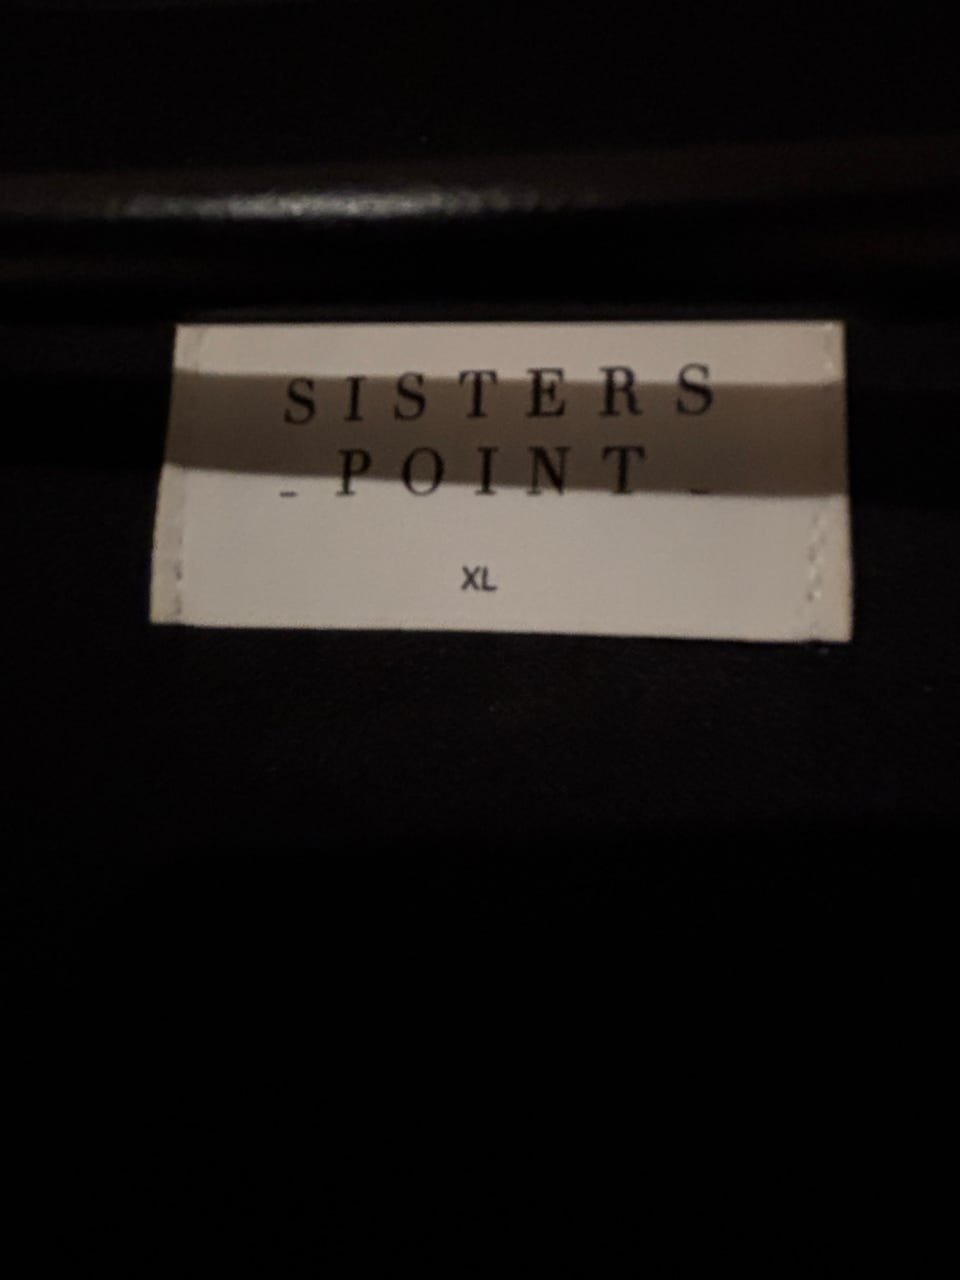 SISTERS
- POINT -
XL